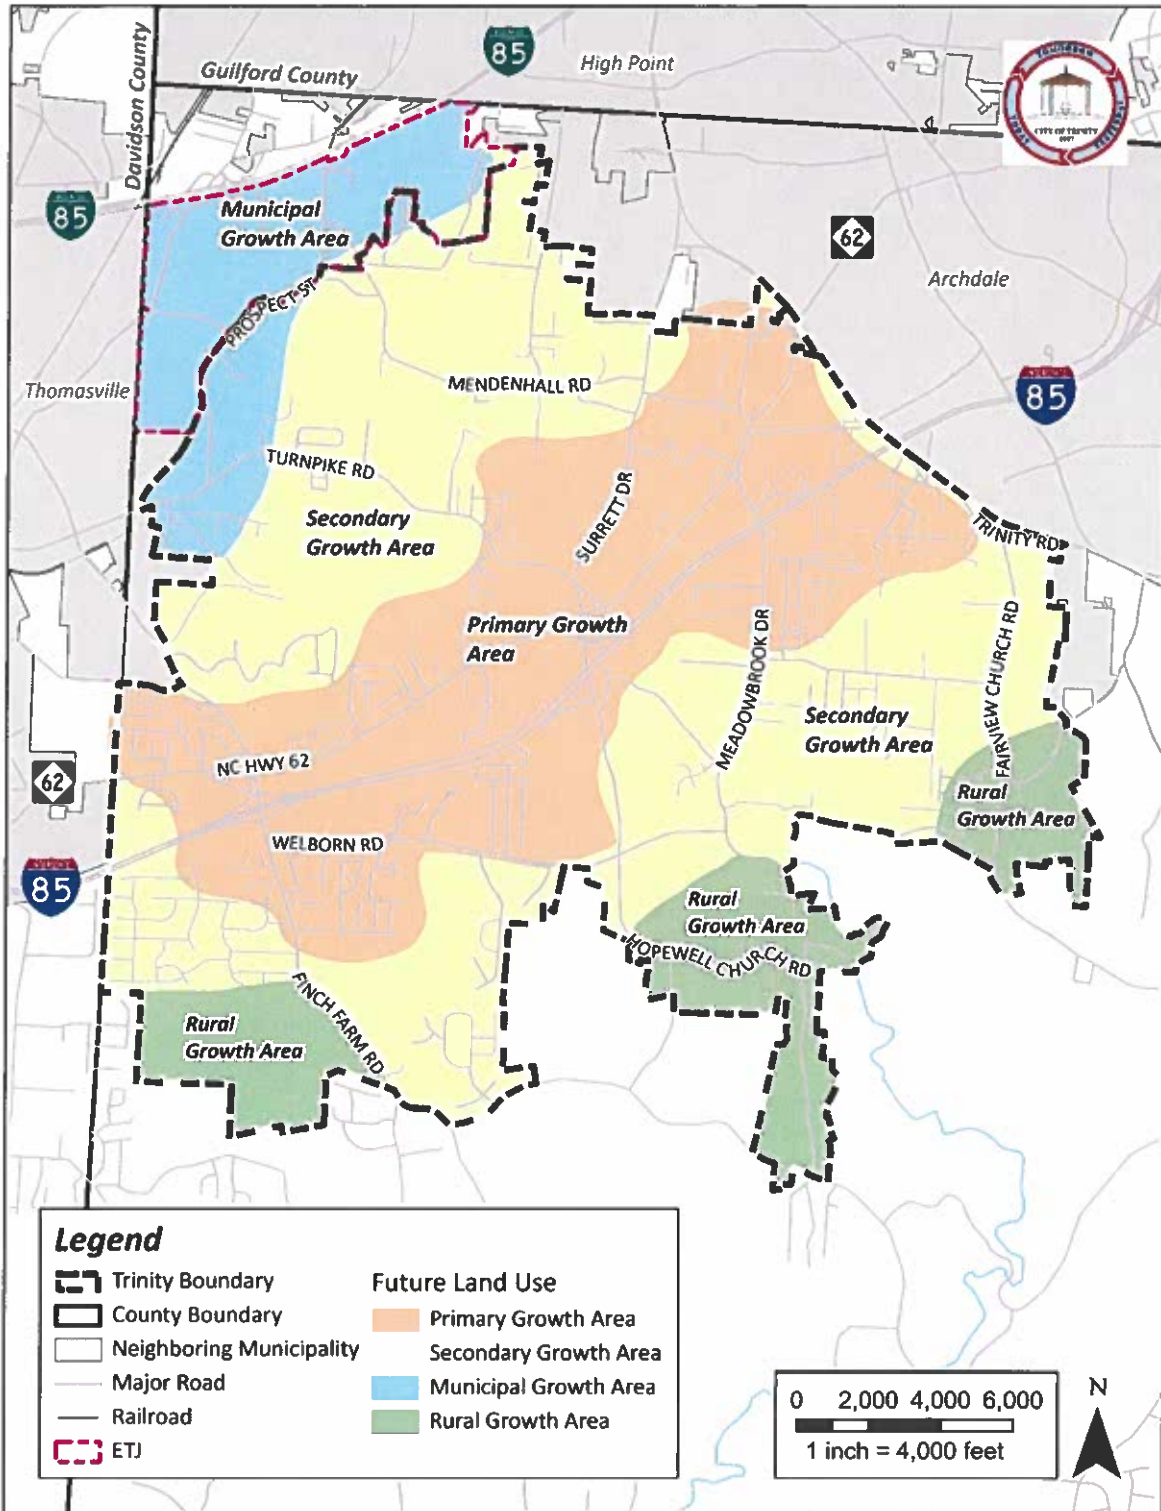 85
High Point
Guilford County
Davidson County
CITY OF TRINITY
1997
85
Municipal
Growth Area
62
Archdale
PROSPECT ST
Thomasville
MENDENHALL RD
85
TURNPIKE RD
SURRETT DR
Secondary
Growth Area
TRINITY RD
Primary Growth
Area
MEADOWBROOK DR
FAIRVIEW CHURCH RD
Secondary
Growth Area
NC HWY 62
62
Rural
Growth Area
WELBORN RD
85
Rural
Growth Area
HOPEWELL CHURCH RD
FINCH FARM RD
Rural
Growth Area
Legend
Trinity Boundary
County Boundary
Neighboring Municipality
Major Road
Railroad
ETJ
Future Land Use
Primary Growth Area
Secondary Growth Area
Municipal Growth Area
Rural Growth Area
0 2,000 4,000 6,000
1 inch = 4,000 feet
N